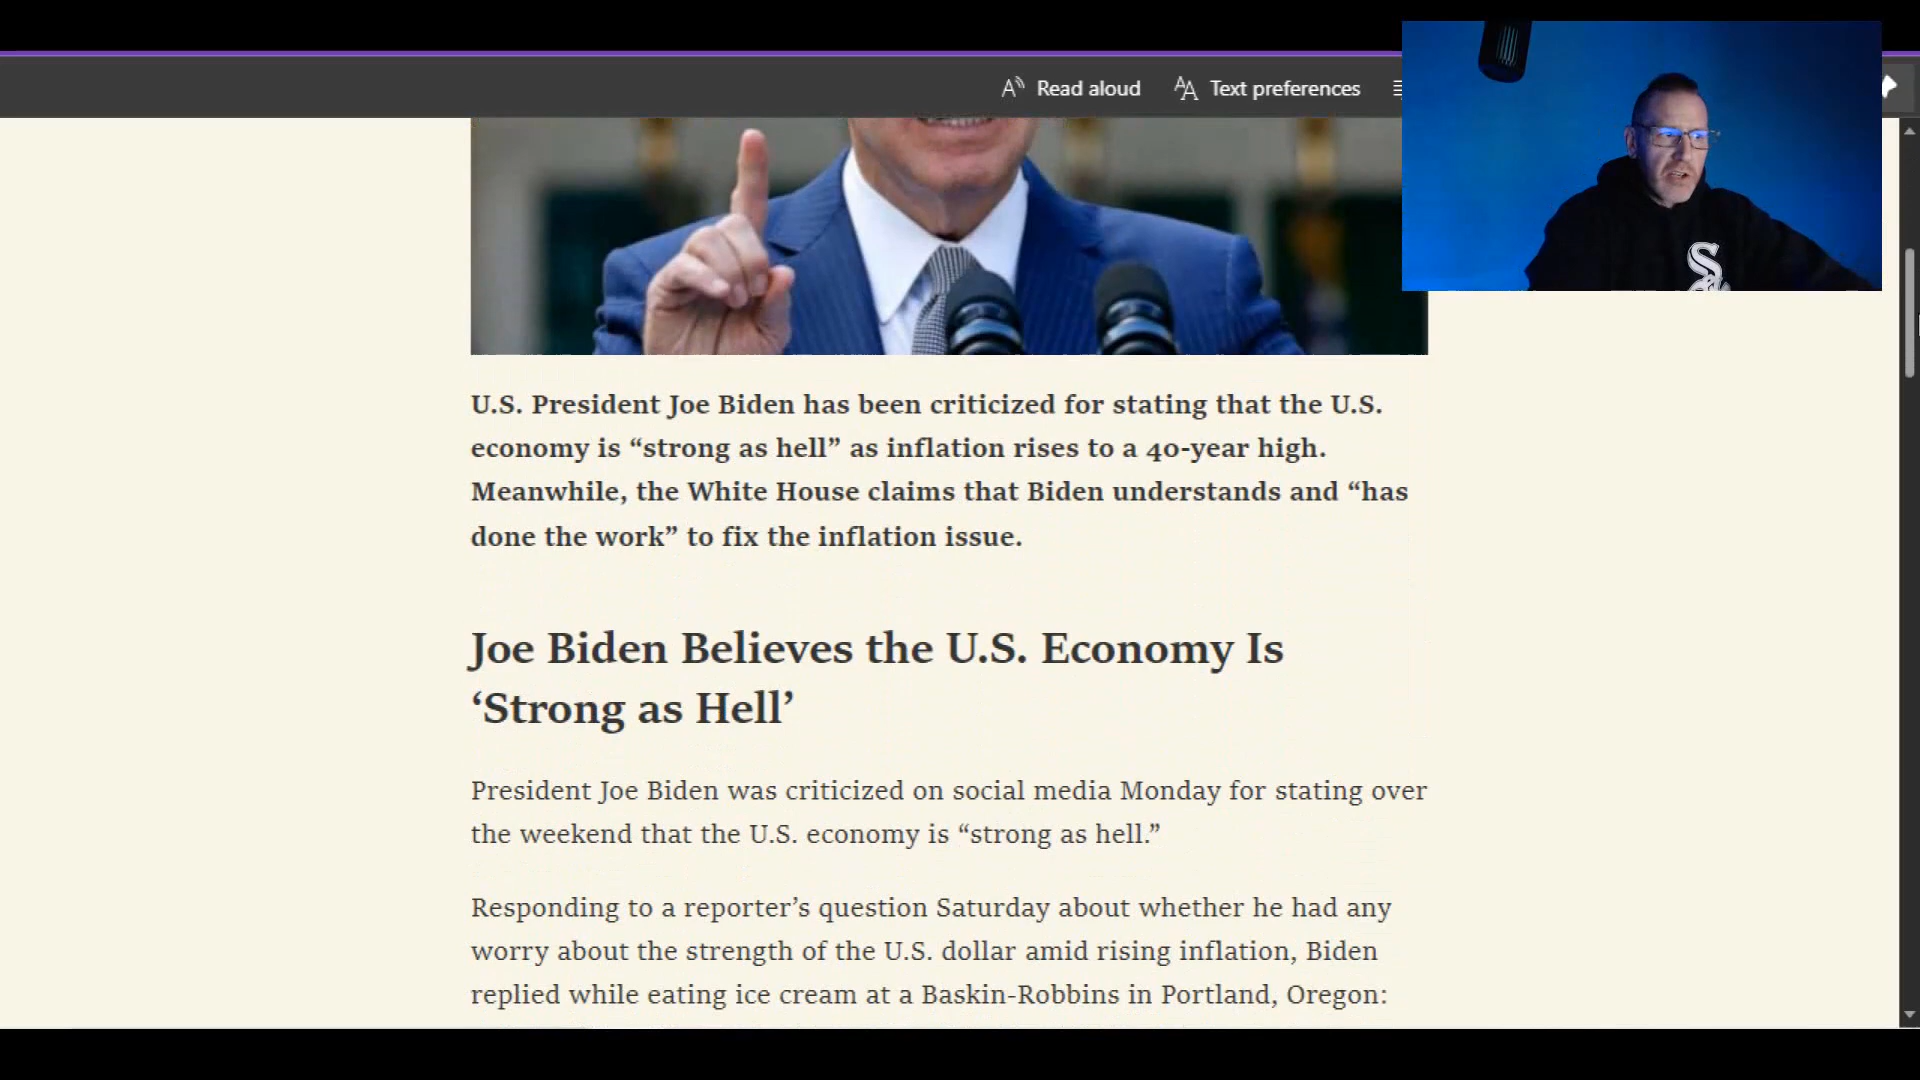 Read aloud
Text preferences
U.S. President Joe Biden has been criticized for stating that the U.S.
economy is “strong as hell” as inflation rises to a 40-year high.
Meanwhile, the White House claims that Biden understands and “has
done the work” to fix the inflation issue.
Joe Biden Believes the U.S. Economy Is
‘Strong as Hell’
President Joe Biden was criticized on social media Monday for stating over
the weekend that the U.S. economy is “strong as hell.”
Responding to a reporter’s question Saturday about whether he had any
worry about the strength of the U.S. dollar amid rising inflation, Biden
replied while eating ice cream at a Baskin-Robbins in Portland, Oregon: